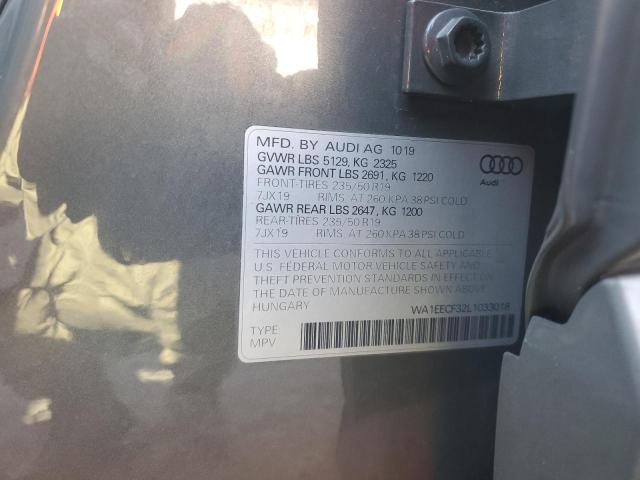 MFD. BY AUDI AG 10 19
GVWR LBS 5129, KG 2325
GAWR FRONT LBS 2691, KG 1220
FRONT-TIRES 235/50 R19
7JX19 RIMS. AT 260 KPA 38 PSI COLD
GAWR REAR LBS 2647, KG 1200
REAR-TIRES 235/50 R19
7JX19 RIMS. AT 260 KPA 38 PSI COLD
Audi
THIS VEHICLE CONFORMS TO ALL APPLICABLE
U.S. FEDERAL MOTOR VEHICLE SAFETY AND
THEFT PREVENTION STANDARDS IN EFFECT ON
THE DATE OF MANUFACTURE SHOWN ABOVE
HUNGARY WA1EECF32L1033018
TYPE
MPV